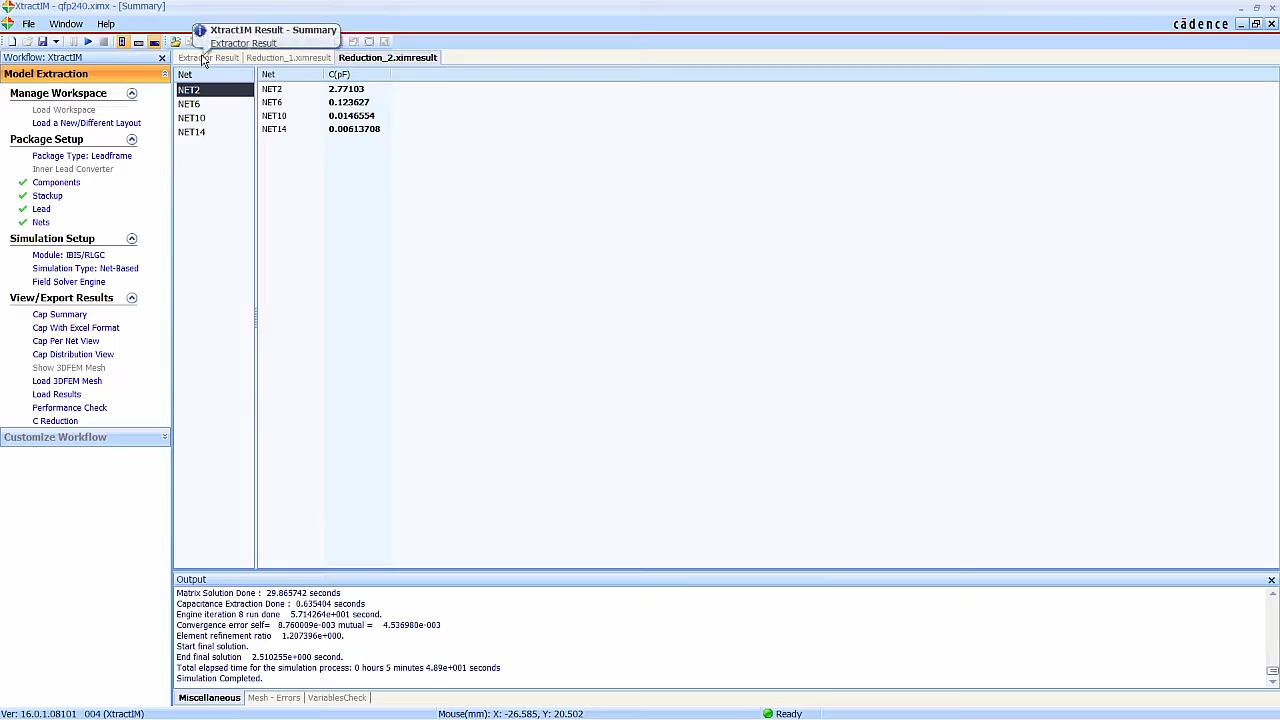 XtractIM - qfp240.ximx - [Summary]
File Window Help
cādence
XtractIM Result - Summary
Extractor Result
Workflow: XtractIM
Extractor Result Reduction_1.ximresult Reduction_2.ximresult
Model Extraction
Manage Workspace
Load Workspace
Load a New/Different Layout
Package Setup
Package Type: Leadframe
Inner Lead Converter
Components
Stackup
Lead
Nets
Simulation Setup
Module: IBIS/RLGC
Simulation Type: Net-Based
Field Solver Engine
View/Export Results
Cap Summary
Cap With Excel Format
Cap Per Net View
Cap Distribution View
Show 3DFEM Mesh
Load 3DFEM Mesh
Load Results
Performance Check
C Reduction
Customize Workflow
Net
NET2
NET6
NET10
NET14
Net C(pF)
NET2 2.77103
NET6 0.123627
NET10 0.0146554
NET14 0.00613708
Output
Matrix Solution Done : 29.865742 seconds
Capacitance Extraction Done : 0.635404 seconds
Engine iteration 8 run done 5.714264e+001 second.
Convergence error self= 8.760009e-003 mutual = 4.536980e-003
Element refinement ratio 1.207396e+000.
Start final solution.
End final solution 2.510255e+000 second.
Total elapsed time for the simulation process: 0 hours 5 minutes 4.89e+001 seconds
Simulation Completed.
Miscellaneous Mesh - Errors VariablesCheck
Ver: 16.0.1.08101 004 (XtractIM) Mouse(mm): X: -26.585, Y: 20.502 Ready